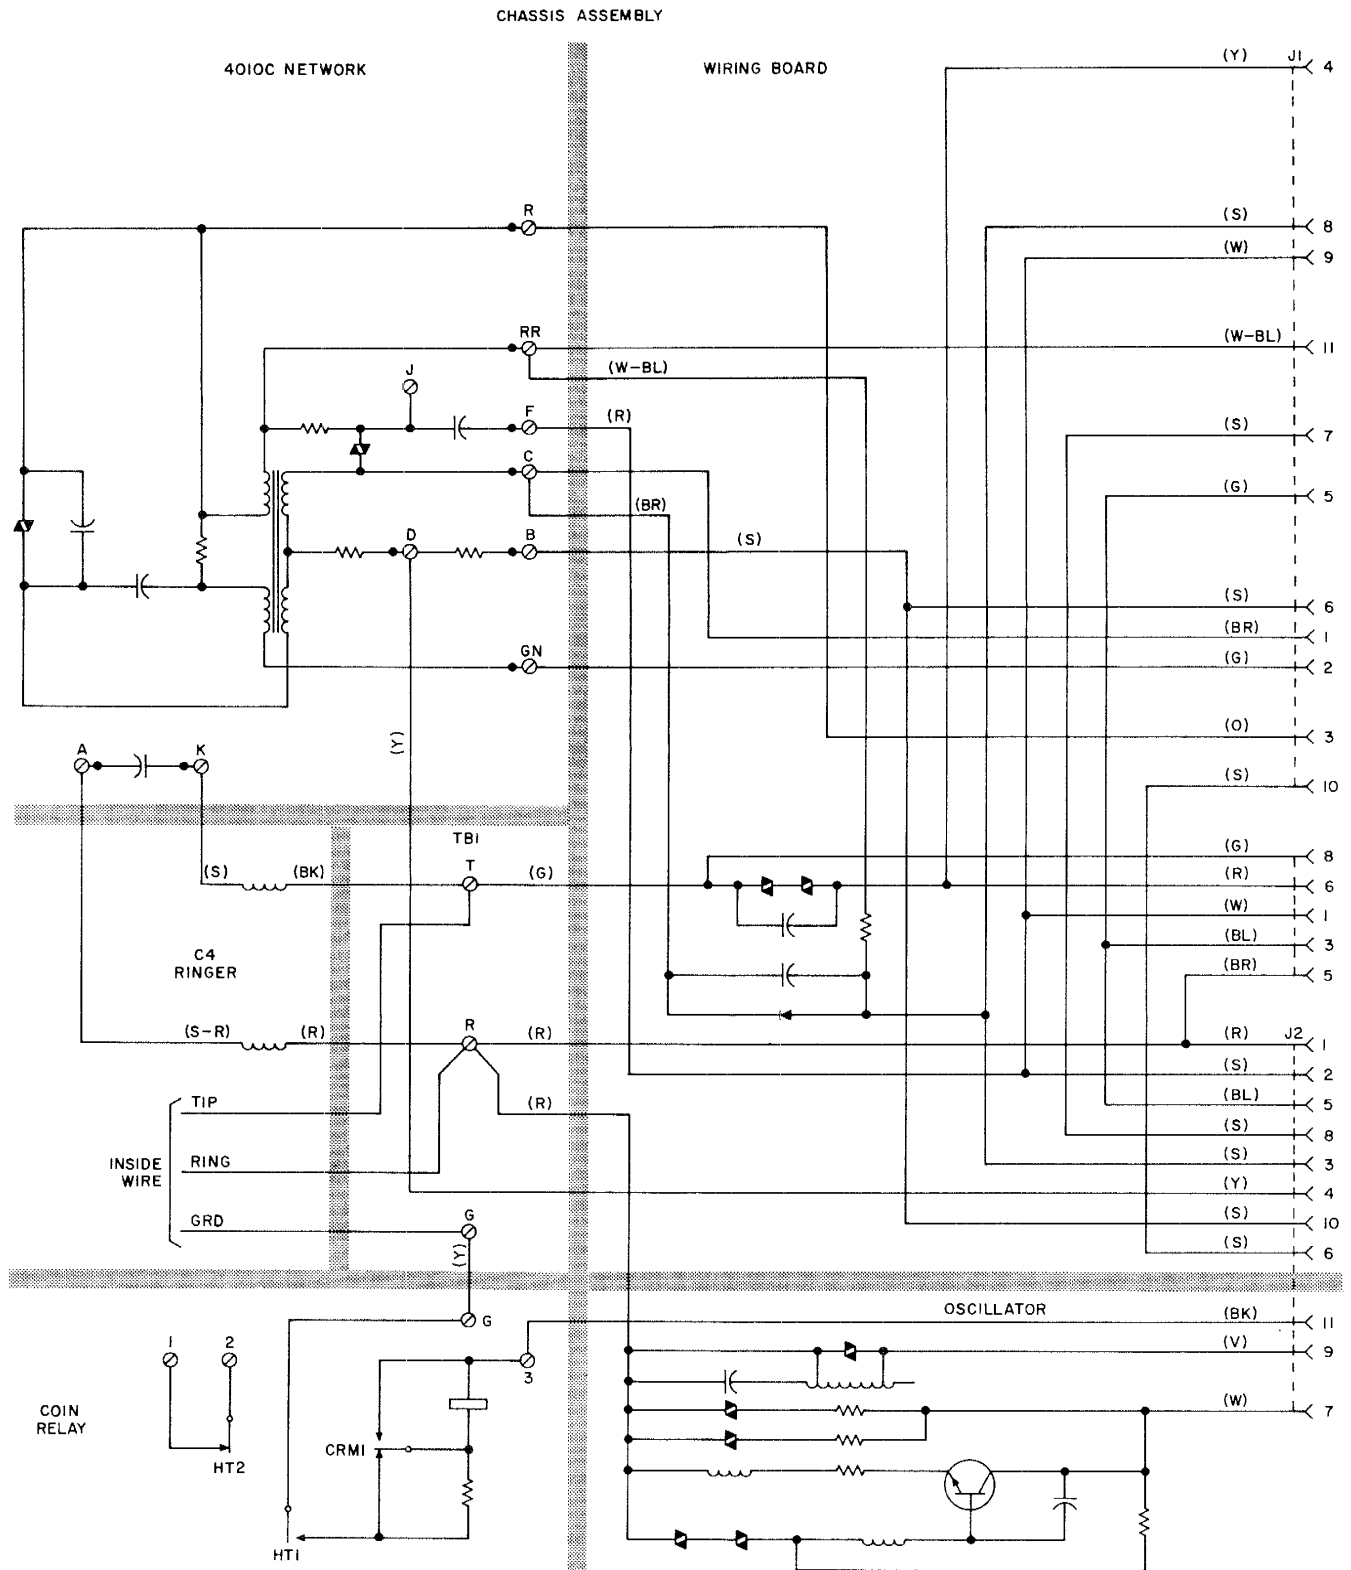 CHASSIS ASSEMBLY
4010C NETWORK
WIRING BOARD
J1
(Y) 4
R
(S) 8
(W) 9
RR
(W-BL) 11
(W-BL)
J
F
(R)
(S) 7
C
(BR)
(G) 5
D
B
(S)
(S) 6
(BR) 1
GN
(G) 2
(Y)
(O) 3
A
K
(S) 10
TB1
T
(S)
(BK)
(G)
(G) 8
(R) 6
(W) 1
(BL) 3
(BR) 5
C4
RINGER
(S-R)
(R)
R
(R)
J2
(R) 1
(S) 2
TIP
(R)
(BL) 5
(S) 8
INSIDE
WIRE
RING
(S) 3
(Y) 4
GRD
G
(Y)
(S) 10
(S) 6
OSCILLATOR
G
(BK) 11
1
2
3
(V) 9
COIN
RELAY
(W) 7
CRM1
HT2
HT1